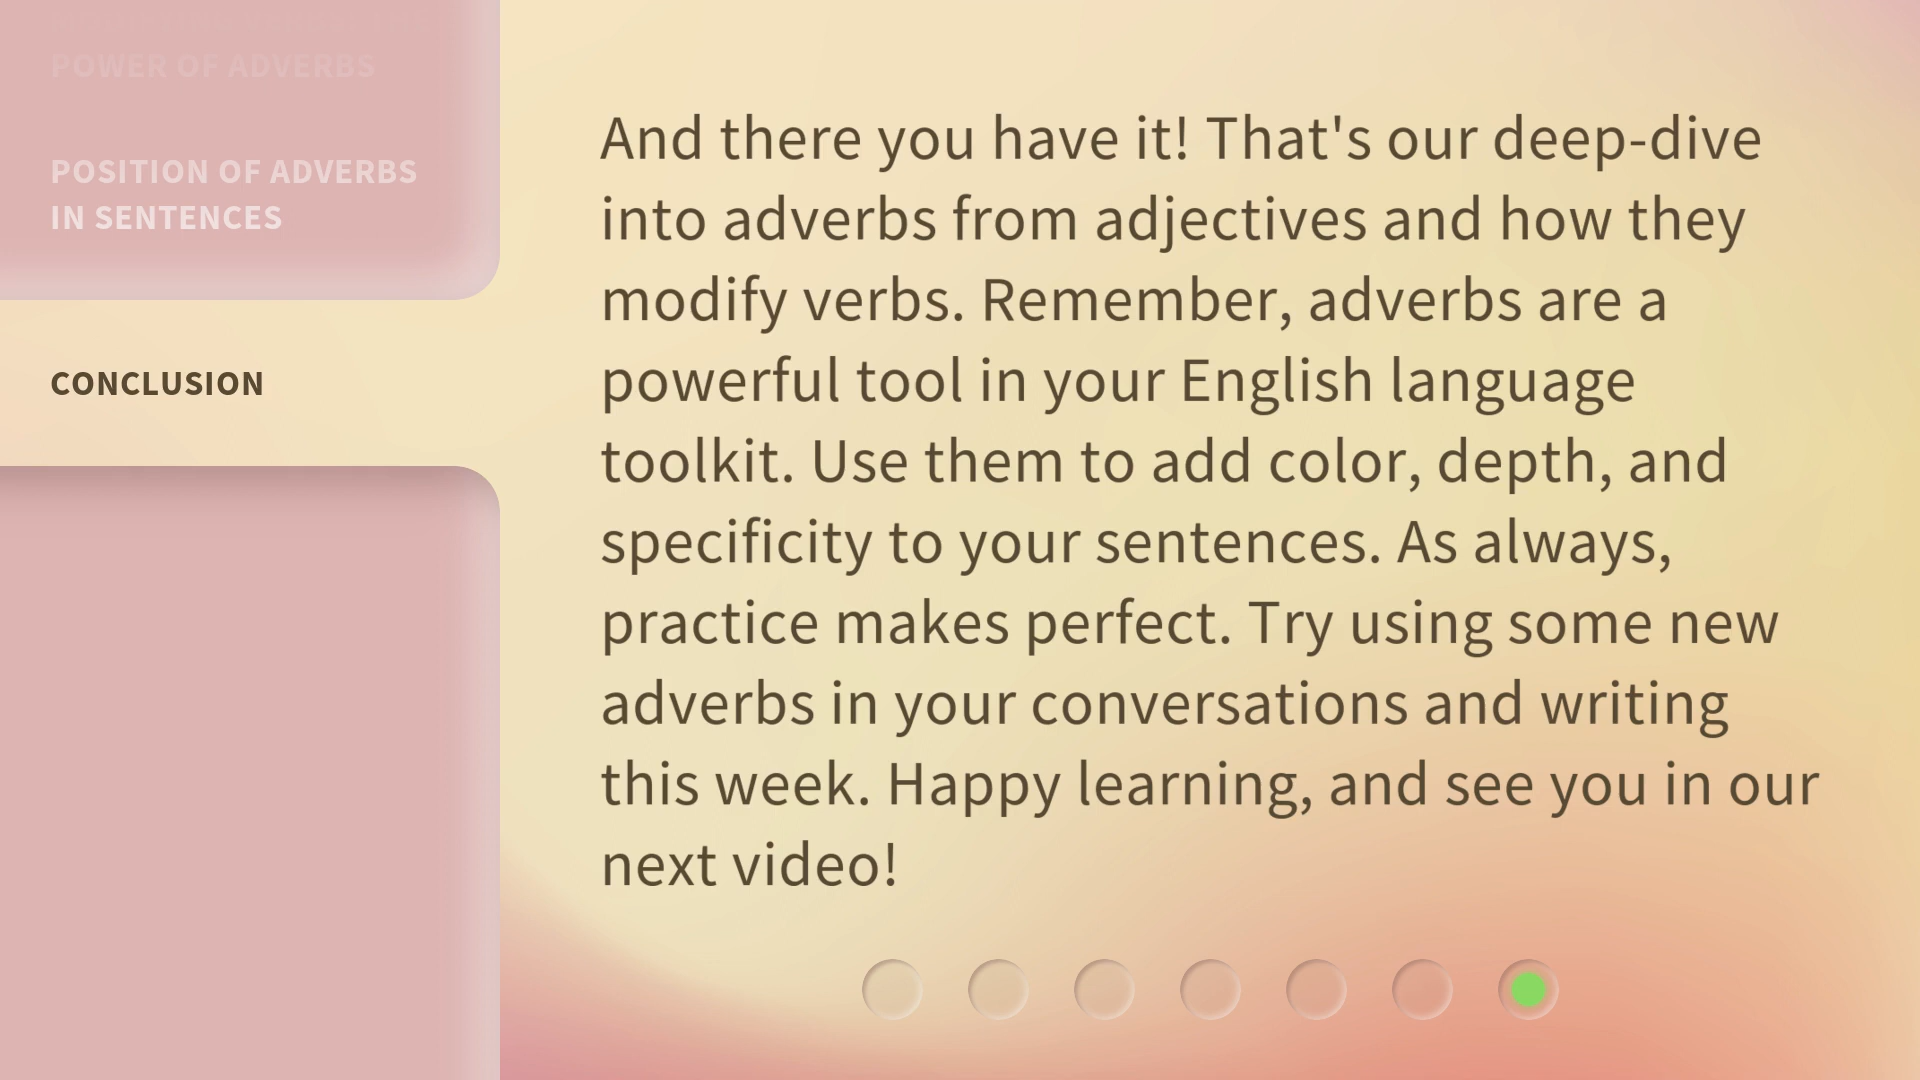 POWER OF ADVERBS
POSITION OF ADVERBS
IN SENTENCES
CONCLUSION
And there you have it! That's our deep-dive
into adverbs from adjectives and how they
modify verbs. Remember, adverbs are a
powerful tool in your English language
toolkit. Use them to add color, depth, and
specificity to your sentences. As always,
practice makes perfect. Try using some new
adverbs in your conversations and writing
this week. Happy learning, and see you in our
next video!